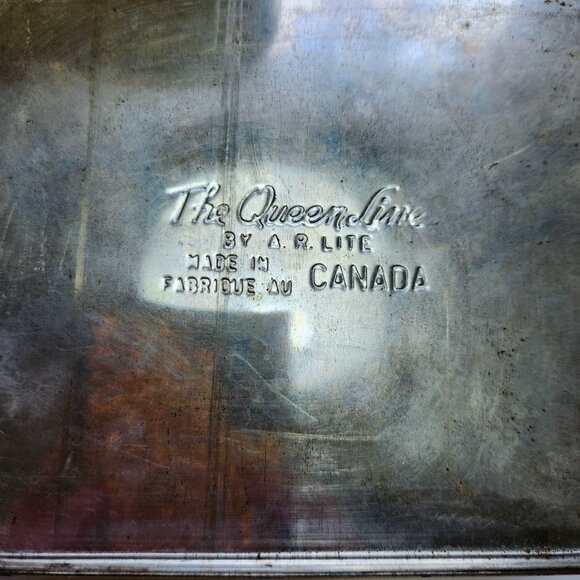 The Queen Line
BY A.R. LITE
MADE IN
FABRIQUE AU CANADA